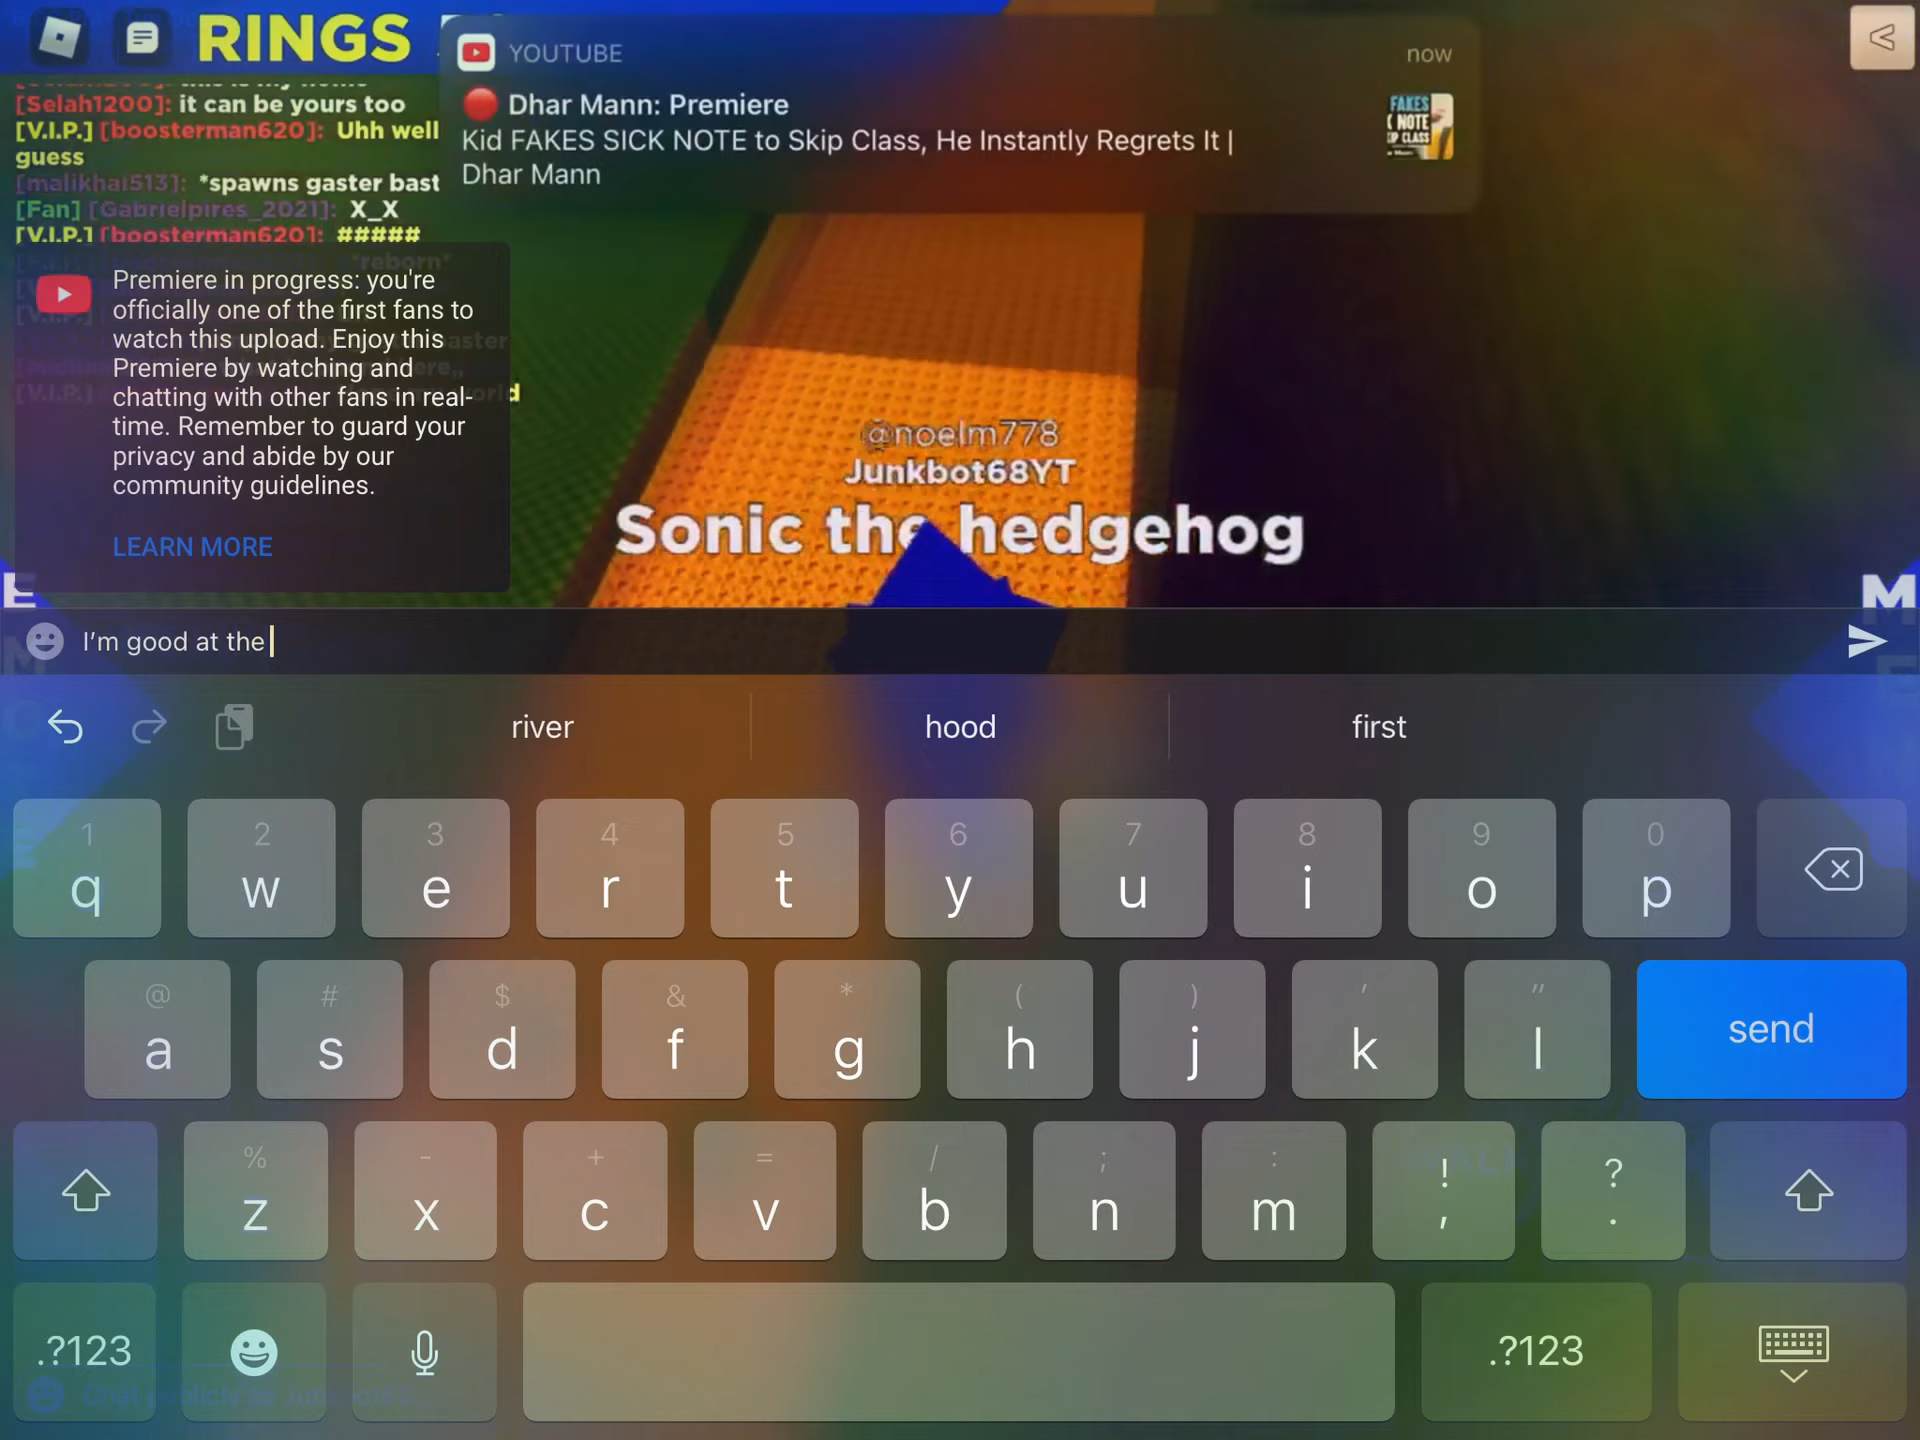 RINGS
YOUTUBE
now
Dhar Mann: Premiere
Kid FAKES SICK NOTE to Skip Class, He Instantly Regrets It |
Dhar Mann
FAKES
NOTE
IP CLASS
[Selah1200]: it can be yours too
[V.I.P.] [boosterman620]: Uhh well
guess
[malikhai513]: *spawns gaster bast
[Fan] [Gabrielpires_2021]: X_X
[V.I.P.] [boosterman620]: #####
*reborn*
Premiere in progress: you're
officially one of the first fans to
watch this upload. Enjoy this
Premiere by watching and
chatting with other fans in real-
time. Remember to guard your
privacy and abide by our
community guidelines.
LEARN MORE
@noelm778
Junkbot68YT
Sonic the hedgehog
E
M
I'm good at the
river hood first
1 2 3 4 5 6 7 8 9 0
q w e r t y u i o p
@ # $ & * ( ) ' "
a s d f g h j k l send
% - + = / ; : ! ?
z x c v b n m , .
.?123 .?123